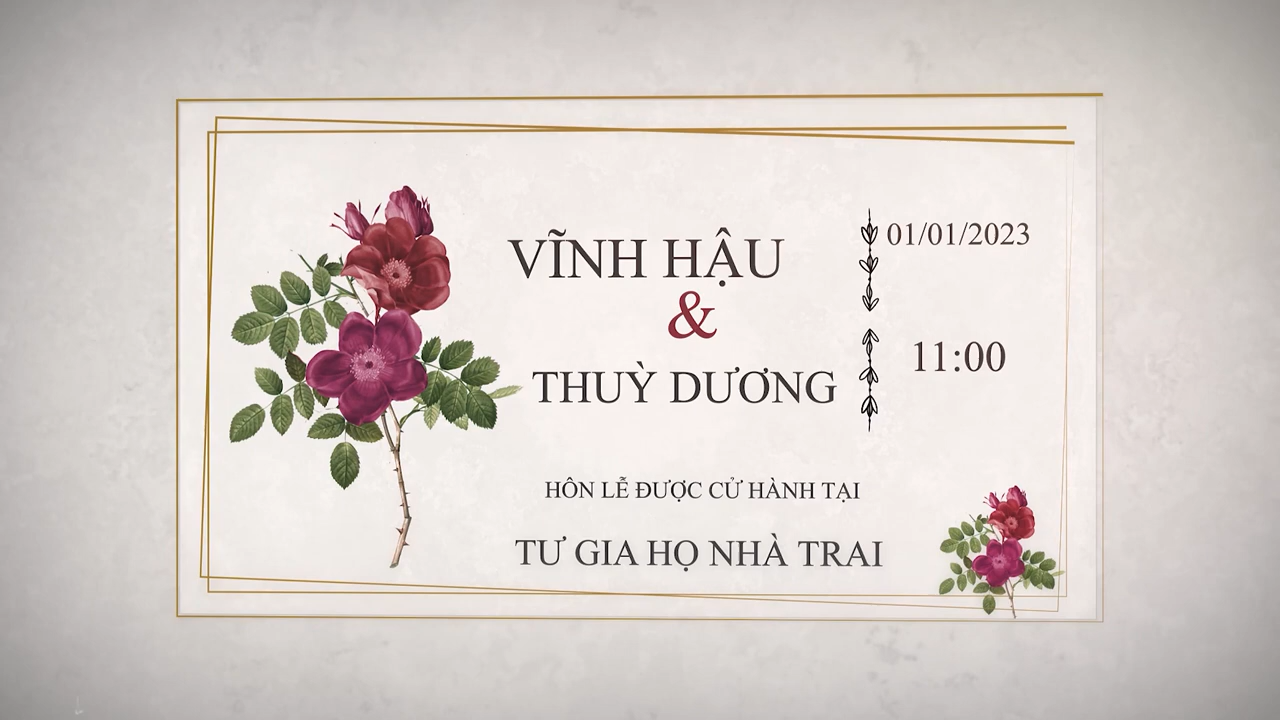 VĨNH HẬU
&
THUỲ DƯƠNG
01/01/2023
11:00
HÔN LỄ ĐƯỢC CỬ HÀNH TẠI
TƯ GIA HỌ NHÀ TRAI